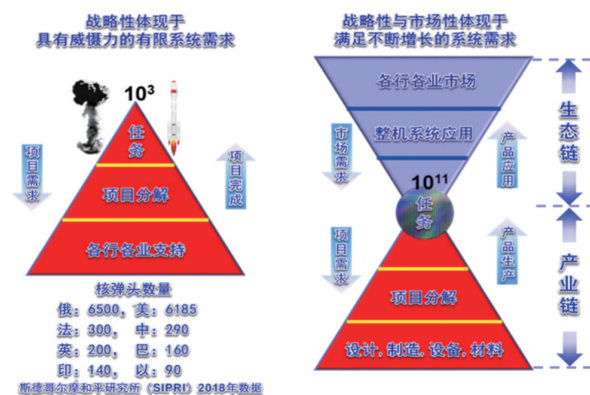 战略性体现于
具有威慑力的有限系统需求
10³
任务
项目分解
各行各业支持
项目需求
项目完成
核弹头数量
俄：6500，美：6185
法：300， 中：290
英：200， 巴：160
印：140， 以：90
斯德哥尔摩和平研究所（SIPRI）2018年数据
战略性与市场性体现于
满足不断增长的系统需求
各行各业市场
整机系统应用
市场需求
产品应用
10¹¹
任务
项目需求
产品生产
项目分解
设计,制造,设备,材料
生态链
产业链